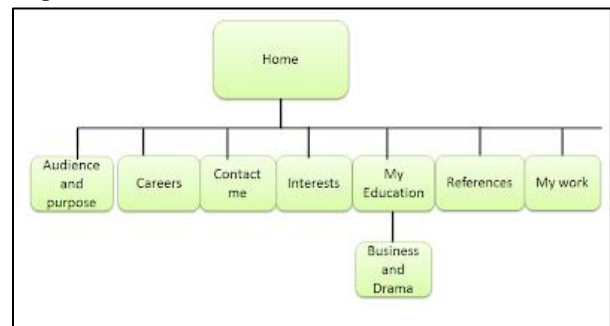 Home
Audience
and
purpose
Careers
Contact
me
Interests
My
Education
References
My work
Business
and
Drama